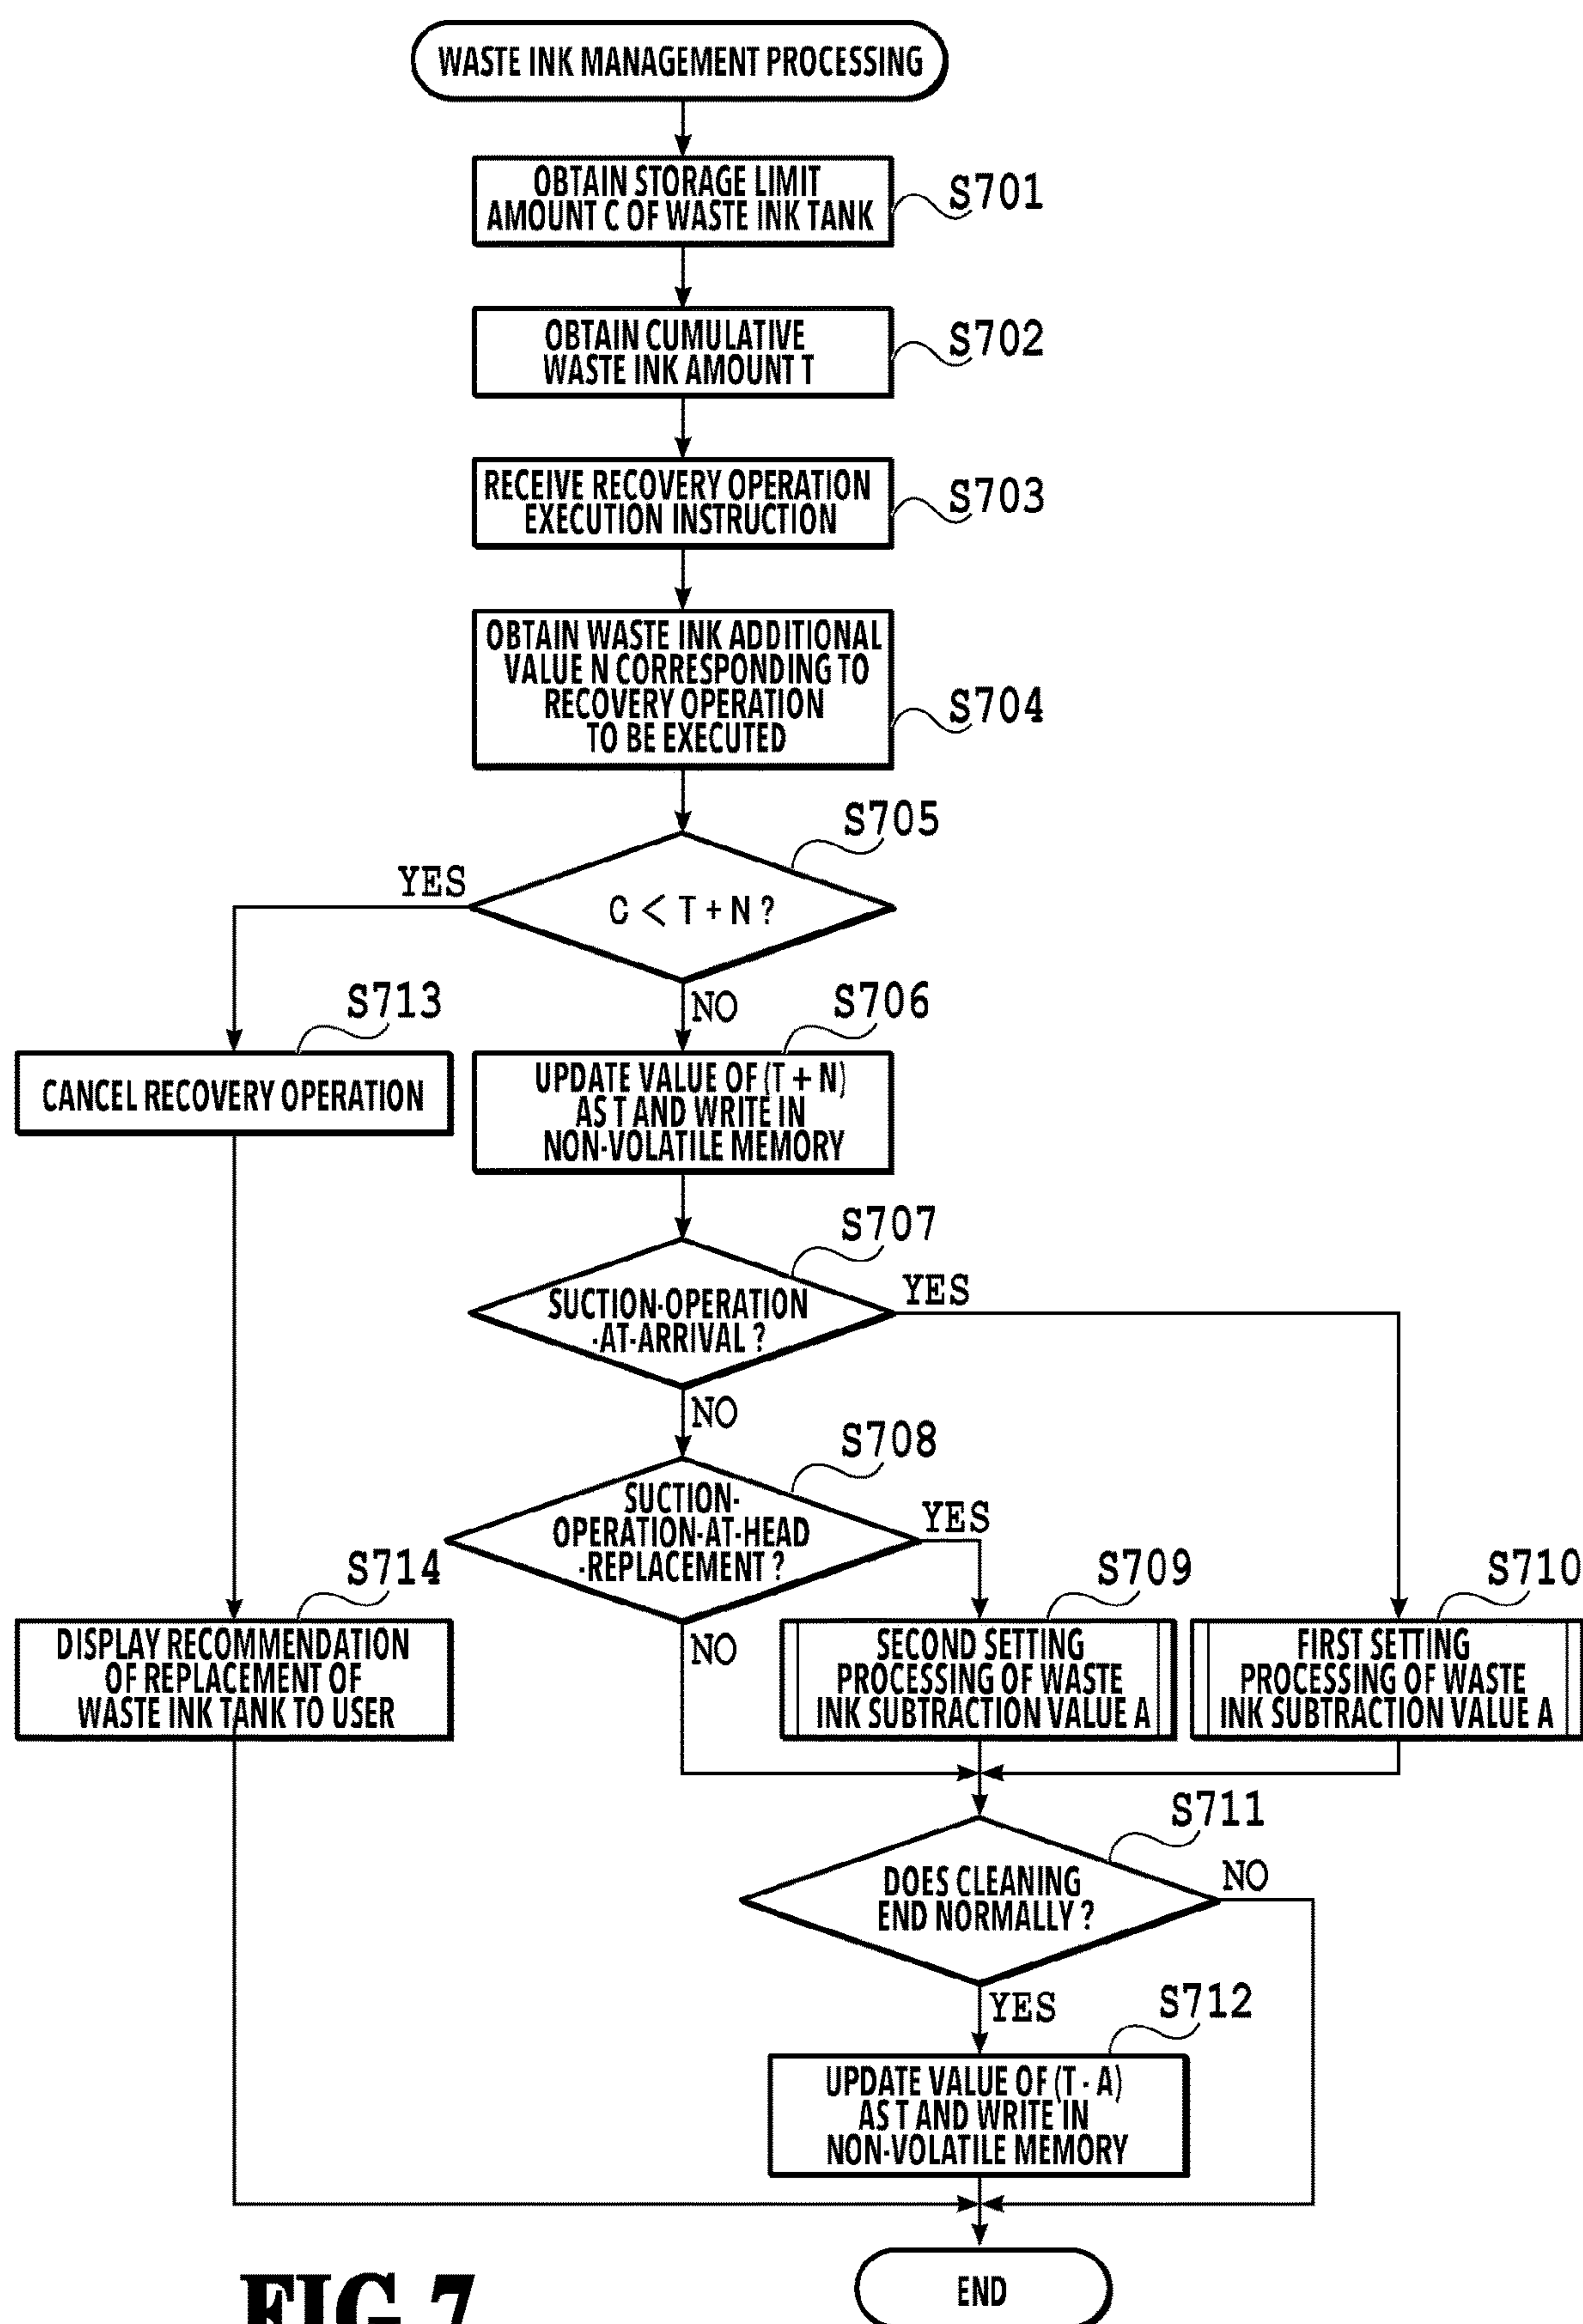 WASTE INK MANAGEMENT PROCESSING
OBTAIN STORAGE LIMIT
AMOUNT C OF WASTE INK TANK
S701
OBTAIN CUMULATIVE
WASTE INK AMOUNT T
S702
RECEIVE RECOVERY OPERATION
EXECUTION INSTRUCTION
S703
OBTAIN WASTE INK ADDITIONAL
VALUE N CORRESPONDING TO
RECOVERY OPERATION
TO BE EXECUTED
S704
S705
YES
C < T + N ?
NO
S713
S706
CANCEL RECOVERY OPERATION
UPDATE VALUE OF (T + N)
AS T AND WRITE IN
NON-VOLATILE MEMORY
S707
YES
SUCTION-OPERATION
-AT-ARRIVAL ?
NO
S708
SUCTION-
OPERATION-AT-HEAD
-REPLACEMENT ?
YES
NO
S714
S709
S710
DISPLAY RECOMMENDATION
OF REPLACEMENT OF
WASTE INK TANK TO USER
SECOND SETTING
PROCESSING OF WASTE
INK SUBTRACTION VALUE A
FIRST SETTING
PROCESSING OF WASTE
INK SUBTRACTION VALUE A
S711
DOES CLEANING
END NORMALLY ?
NO
YES
S712
UPDATE VALUE OF (T - A)
AS T AND WRITE IN
NON-VOLATILE MEMORY
END
FIG.7